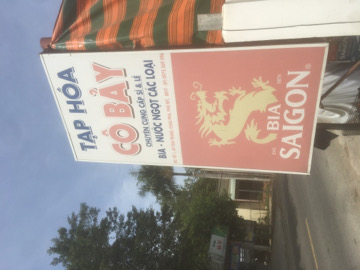 TẠP HÓA
CÔ BẢY
CHUYÊN CUNG CẤP SỈ & LẺ
BIA - NƯỚC NGỌT CÁC LOẠI
BIA
SAIGON